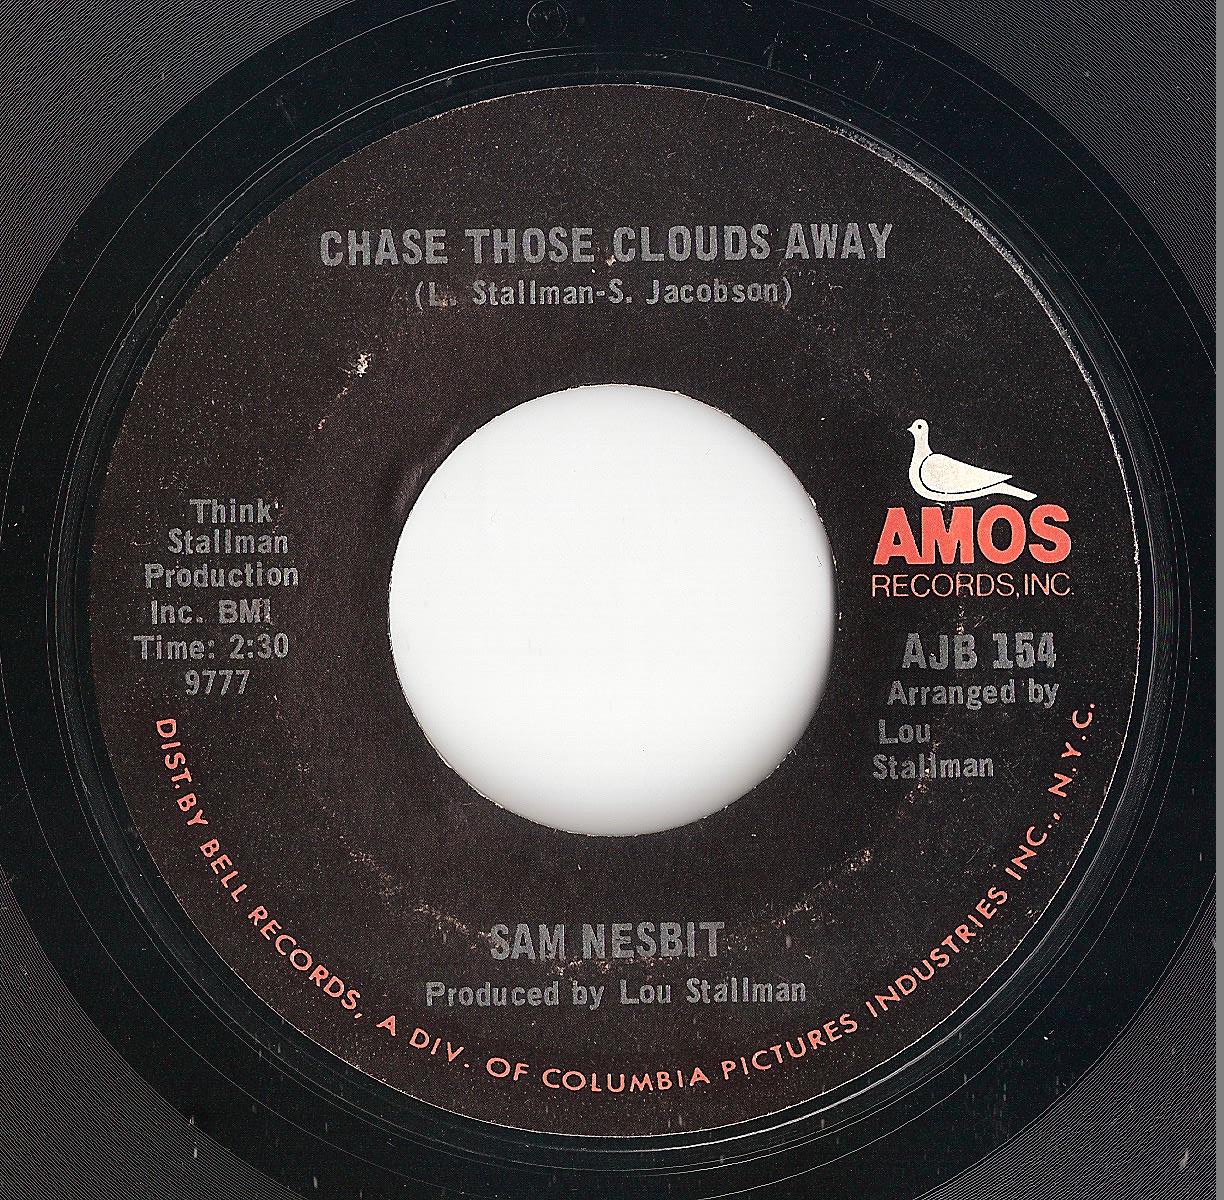 CHASE THOSE CLOUDS AWAY
(L. Stallman-S. Jacobson)
Think
Stallman
Production
Inc. BMI
Time: 2:30
9777
AMOS
RECORDS, INC.
AJB 154
Arranged by
Lou
Stallman
SAM NESBIT
Produced by Lou Stallman
DIST. BY BELL RECORDS, A DIV. OF COLUMBIA PICTURES INDUSTRIES INC., N.Y.C.